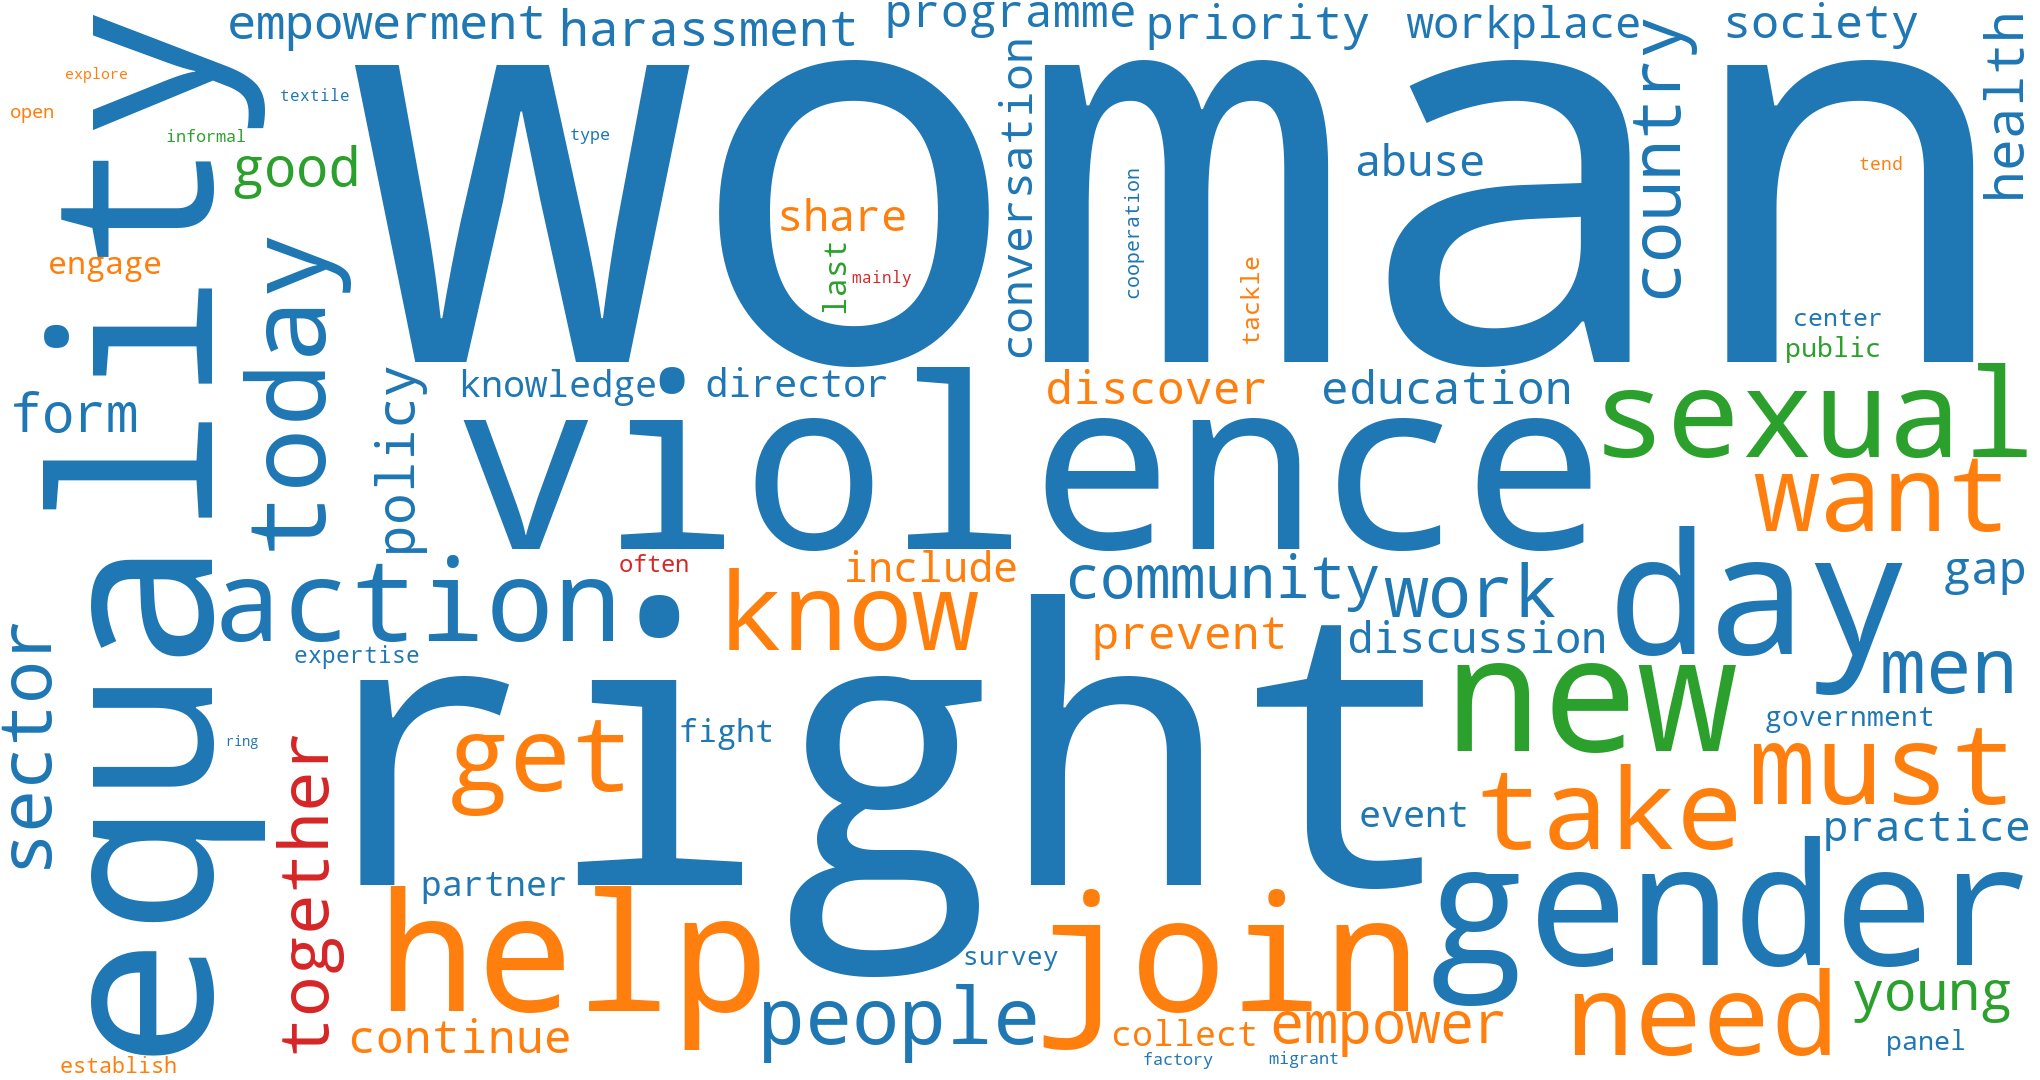 empowerment
harassment
programme
priority
workplace
society
health
explore
open
textile
informal
type
good
woman
conversation
country
abuse
tend
cooperation
share
last
mainly
tackle
equality
engage
today
center
public
form
policy
knowledge
director
discover
education
sexual
violence
want
often
include
community
work
day
gap
action
know
prevent
discussion
new
men
expertise
sector
ring
right
get
fight
government
must
together
take
event
practice
partner
gender
help
join
survey
people
need
young
continue
collect
empower
panel
establish
factory
migrant